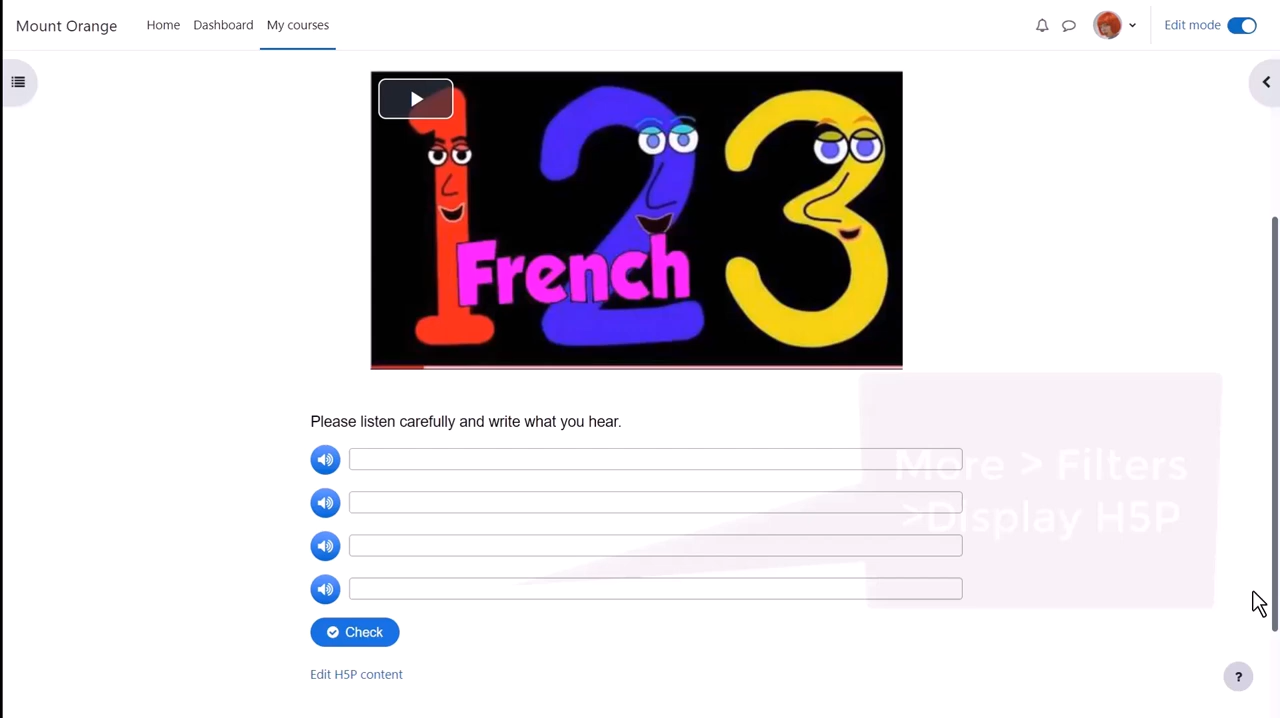 Mount Orange
Home
Dashboard
My courses
Edit mode
1 2 3
French
Please listen carefully and write what you hear.
More > Filters
>Display H5P
Check
Edit H5P content
?